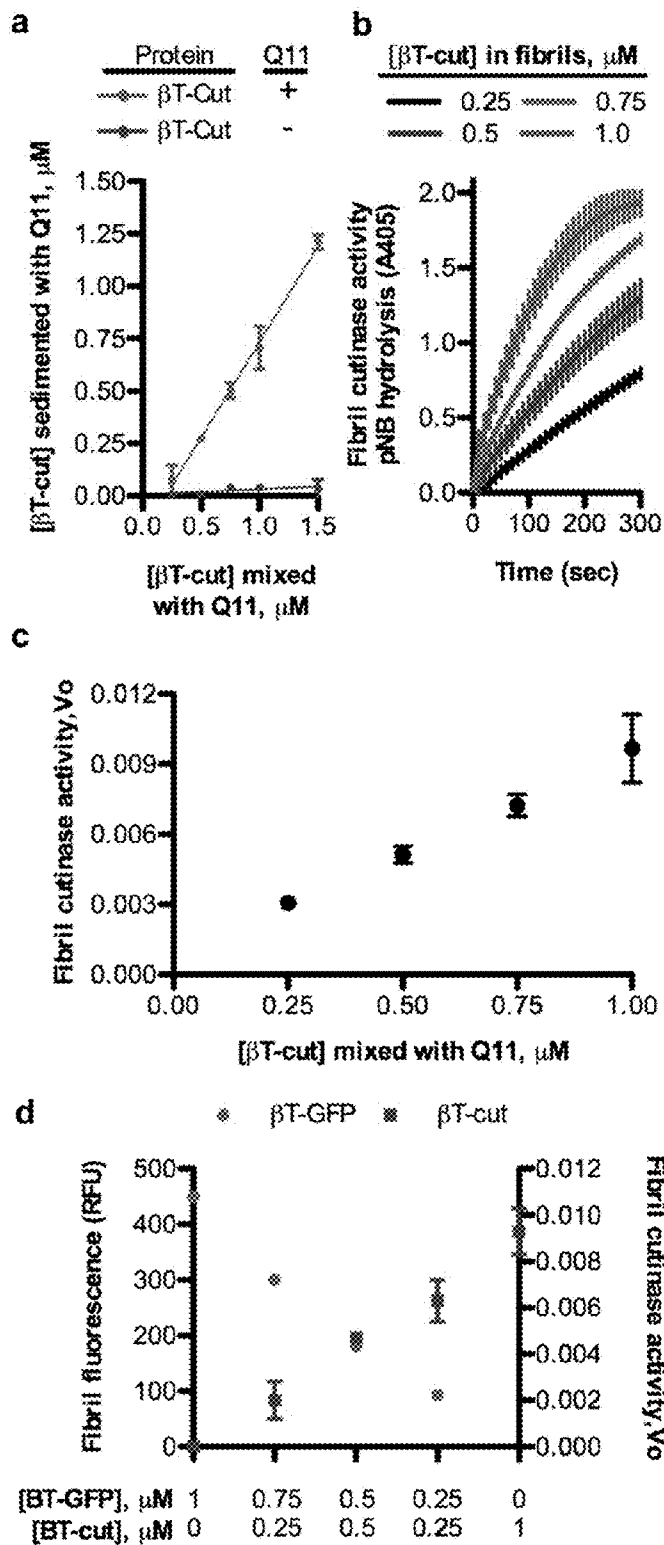 a
Protein Q11
βT-Cut +
βT-Cut -
[βT-cut] sedimented with Q11, μM
1.50
1.25
1.00
0.75
0.50
0.25
0.00
0.0 0.5 1.0 1.5
[βT-cut] mixed
with Q11, μM
b
[βT-cut] in fibrils, μM
0.25 0.75
0.5 1.0
Fibril cutinase activity
pNB hydrolysis (A405)
2.0
1.5
1.0
0.5
0.0
0 100 200 300
Time (sec)
c
Fibril cutinase activity,Vo
0.012
0.009
0.006
0.003
0.000
0.00 0.25 0.50 0.75 1.00
[βT-cut] mixed with Q11, μM
d
βT-GFP βT-cut
Fibril fluorescence (RFU)
500
400
300
200
100
0
0.012
0.010
0.008
0.006
0.004
0.002
0.000
Fibril cutinase activity,Vo
[BT-GFP], μM 1 0.75 0.5 0.25 0
[BT-cut], μM 0 0.25 0.5 0.25 1